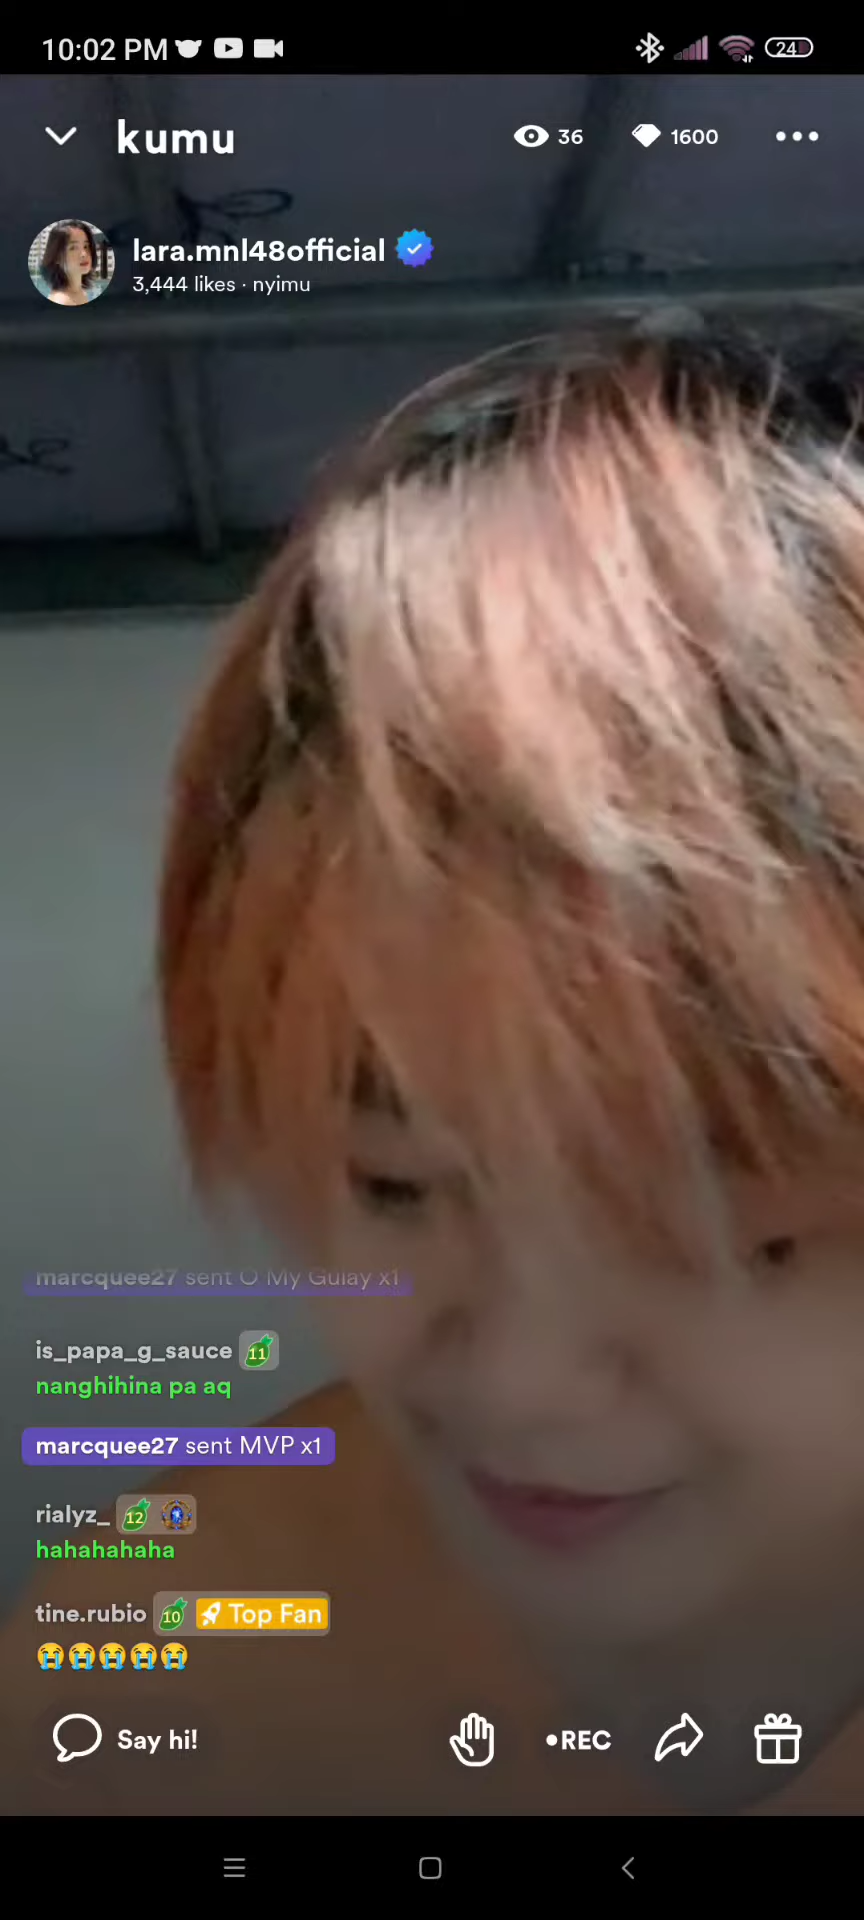 10:02 PM
24
kumu
36
1600
lara.mnl48official
3,444 likes · nyimu
marcquee27 sent O My Gulay x1
is_papa_g_sauce 11
nanghihina pa aq
marcquee27 sent MVP x1
rialyz_ 12
hahahahaha
tine.rubio 10 Top Fan
😭😭😭😭😭
Say hi!
•REC